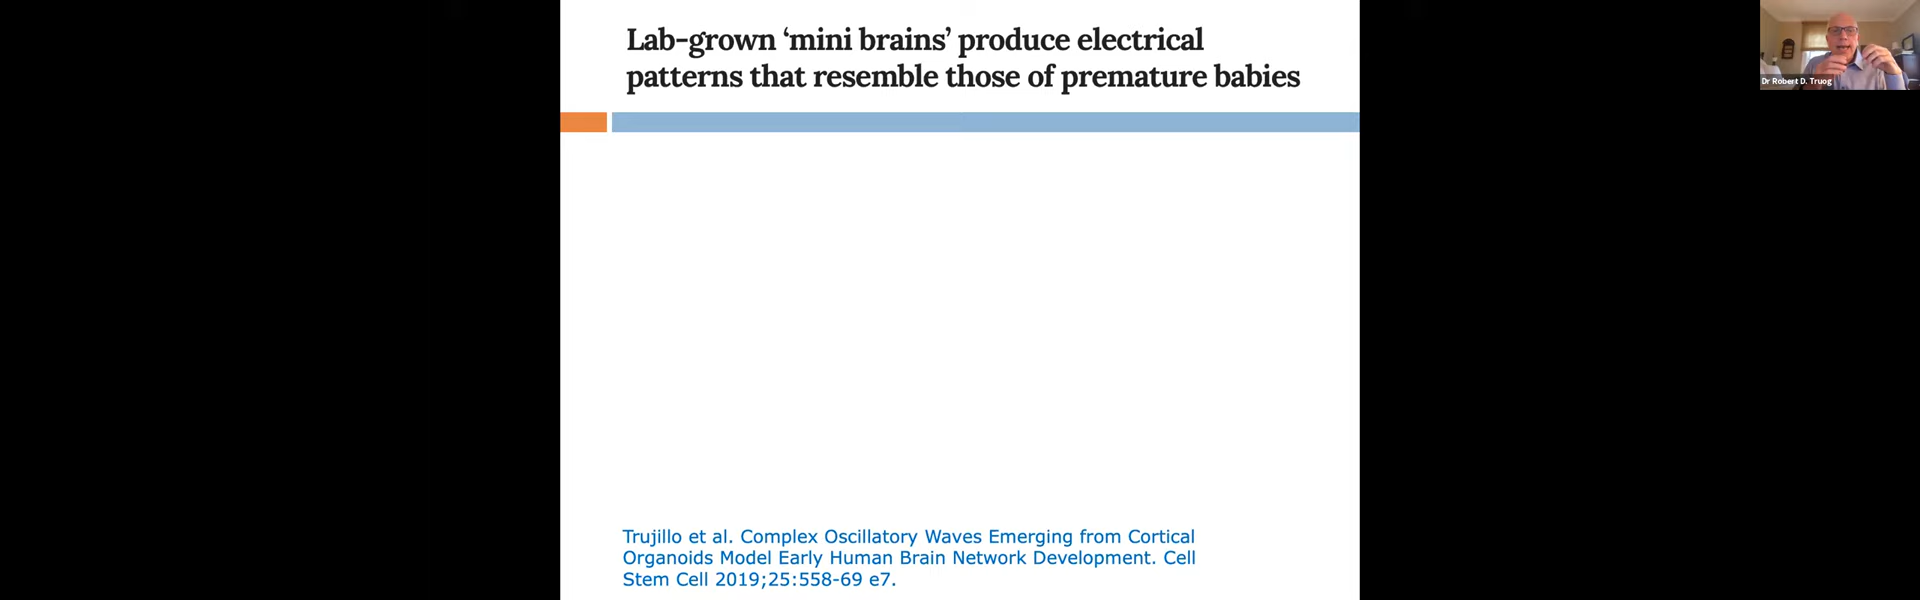 Lab-grown ‘mini brains’ produce electrical
patterns that resemble those of premature babies
Dr Robert D. Truog
Trujillo et al. Complex Oscillatory Waves Emerging from Cortical
Organoids Model Early Human Brain Network Development. Cell
Stem Cell 2019;25:558-69 e7.